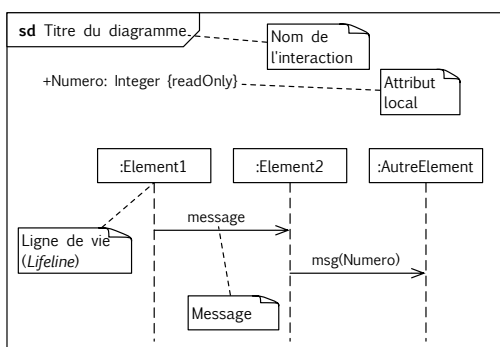 sd Titre du diagramme
Nom de
l'interaction
+Numero: Integer {readOnly}
Attribut
local
:Element1
:Element2
:AutreElement
message
Ligne de vie
(Lifeline)
msg(Numero)
Message